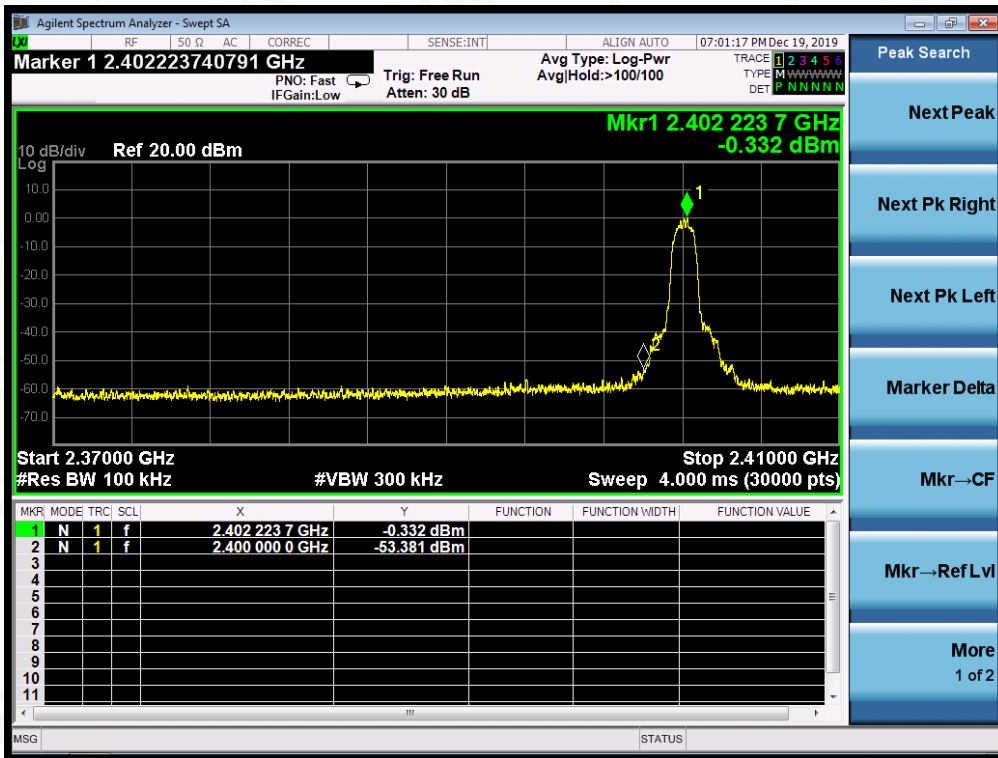 Agilent Spectrum Analyzer - Swept SA
LXI RF 50 Ω AC CORREC SENSE:INT ALIGN AUTO 07:01:17 PM Dec 19, 2019
Marker 1 2.402223740791 GHz
PNO: Fast
IFGain:Low
Trig: Free Run
Atten: 30 dB
Avg Type: Log-Pwr
Avg|Hold:>100/100
TRACE 1 2 3 4 5 6
TYPE M WWWWW
DET P N N N N N
Peak Search
Next Peak
Next Pk Right
Next Pk Left
Marker Delta
Mkr→CF
Mkr→Ref Lvl
More
1 of 2
Mkr1 2.402 223 7 GHz
-0.332 dBm
10 dB/div Ref 20.00 dBm
Log
10.0
0.00
-10.0
-20.0
-30.0
-40.0
-50.0
-60.0
-70.0
1
2
Start 2.37000 GHz Stop 2.41000 GHz
#Res BW 100 kHz #VBW 300 kHz Sweep 4.000 ms (30000 pts)
MKR MODE TRC SCL X Y FUNCTION FUNCTION WIDTH FUNCTION VALUE
1 N 1 f 2.402 223 7 GHz -0.332 dBm
2 N 1 f 2.400 000 0 GHz -53.381 dBm
3
4
5
6
7
8
9
10
11
MSG STATUS